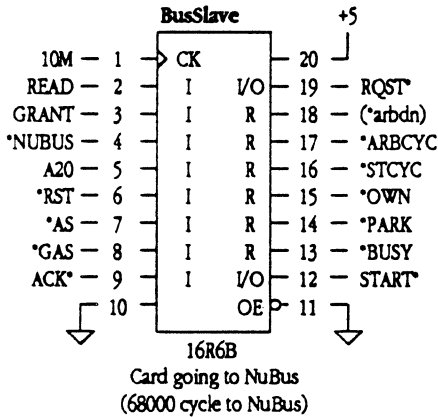 BusSlave
+5
10M 1 CK 20
READ 2 I I/O 19 RQST*
GRANT 3 I R 18 (*arbdn)
*NUBUS 4 I R 17 *ARBCYC
A20 5 I R 16 *STCYC
*RST 6 I R 15 *OWN
*AS 7 I R 14 *PARK
*GAS 8 I R 13 *BUSY
ACK* 9 I I/O 12 START*
10 OE 11
16R6B
Card going to NuBus
(68000 cycle to NuBus)